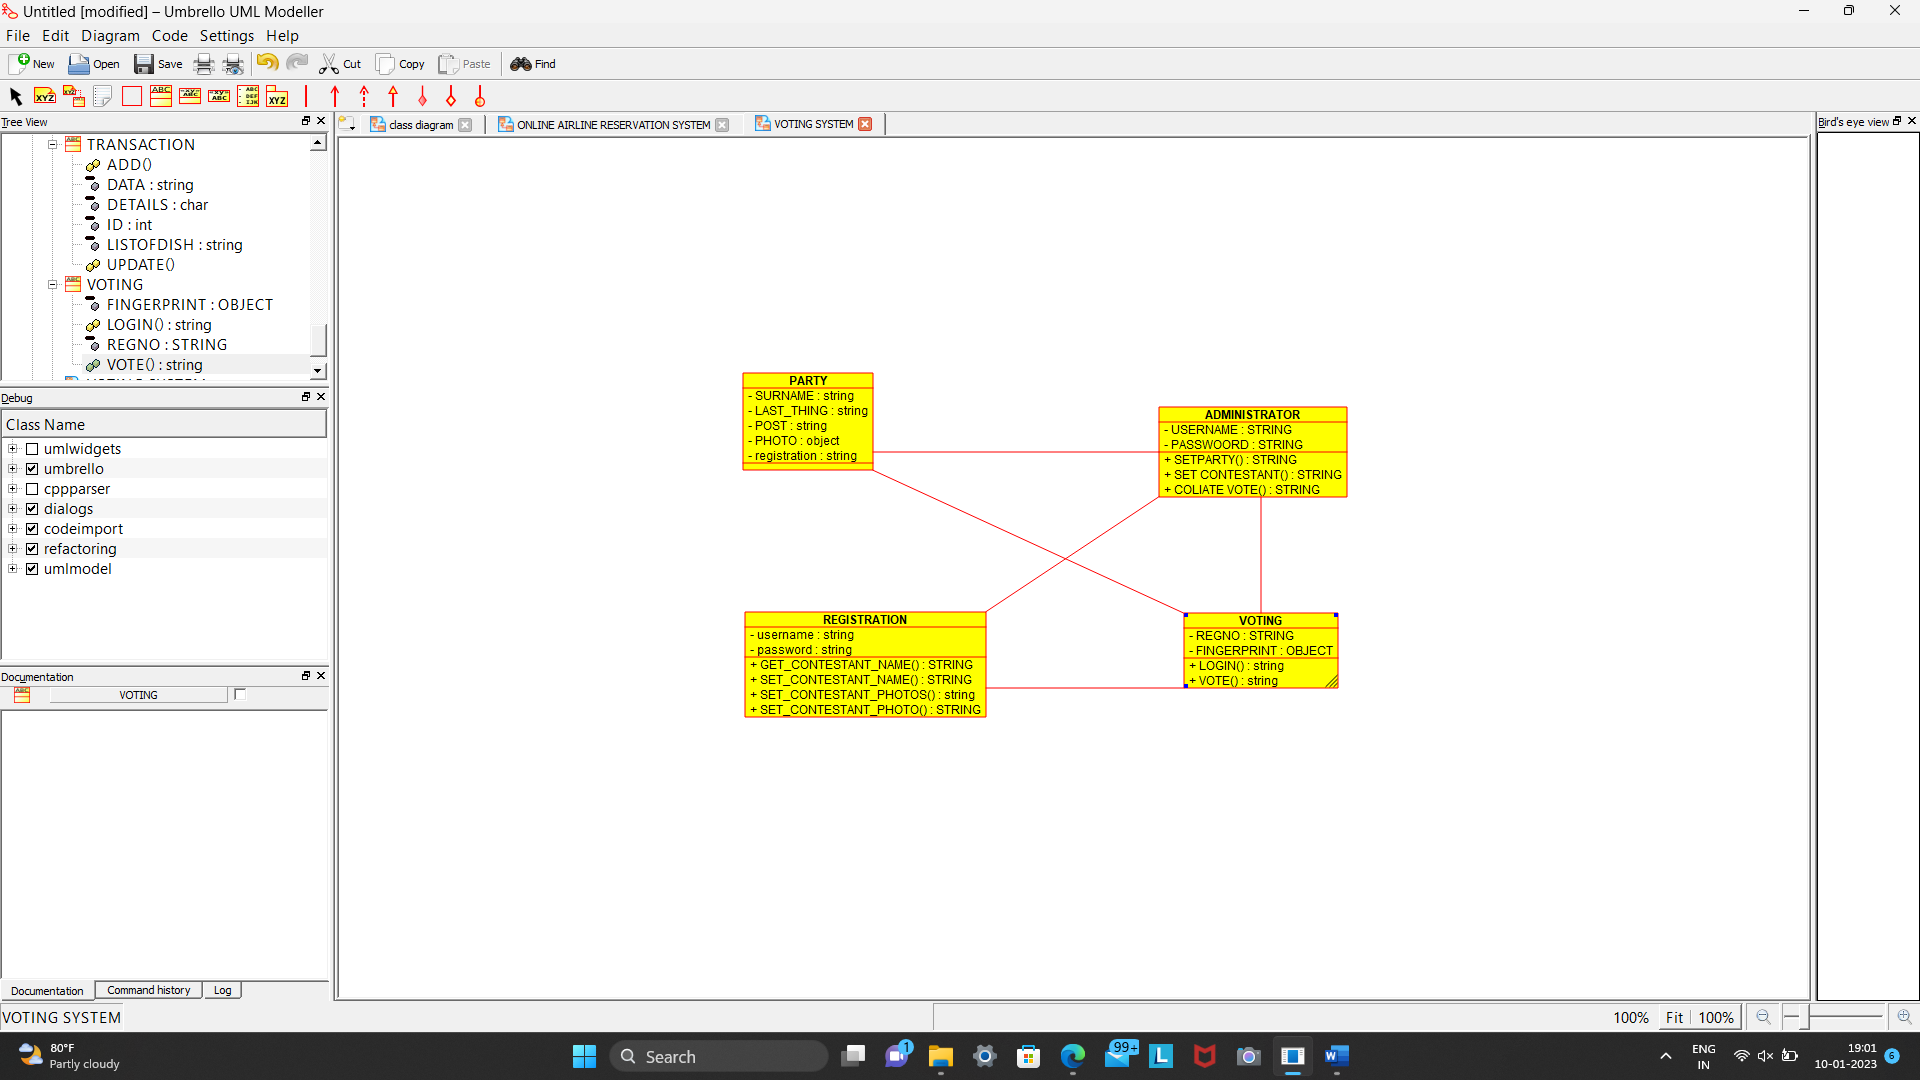 Untitled [modified] – Umbrello UML Modeller
File Edit Diagram Code Settings Help
New Open Save Cut Copy Paste Find
Tree View
class diagram
ONLINE AIRLINE RESERVATION SYSTEM
VOTING SYSTEM
Bird's eye view
TRANSACTION
ADD()
DATA : string
DETAILS : char
ID : int
LISTOFDISH : string
UPDATE()
VOTING
FINGERPRINT : OBJECT
LOGIN() : string
REGNO : STRING
VOTE() : string
Debug
Class Name
umlwidgets
umbrello
cppparser
dialogs
codeimport
refactoring
umlmodel
Documentation
VOTING
Documentation Command history Log
PARTY
- SURNAME : string
- LAST_THING : string
- POST : string
- PHOTO : object
- registration : string
ADMINISTRATOR
- USERNAME : STRING
- PASSWOORD : STRING
+ SETPARTY() : STRING
+ SET CONTESTANT() : STRING
+ COLIATE VOTE() : STRING
REGISTRATION
- username : string
- password : string
+ GET_CONTESTANT_NAME() : STRING
+ SET_CONTESTANT_NAME() : STRING
+ SET_CONTESTANT_PHOTOS() : string
+ SET_CONTESTANT_PHOTO() : STRING
VOTING
- REGNO : STRING
- FINGERPRINT : OBJECT
+ LOGIN() : string
+ VOTE() : string
VOTING SYSTEM
100% Fit 100%
80°F
Partly cloudy
Search
1
99+
ENG
IN
19:01
10-01-2023
6